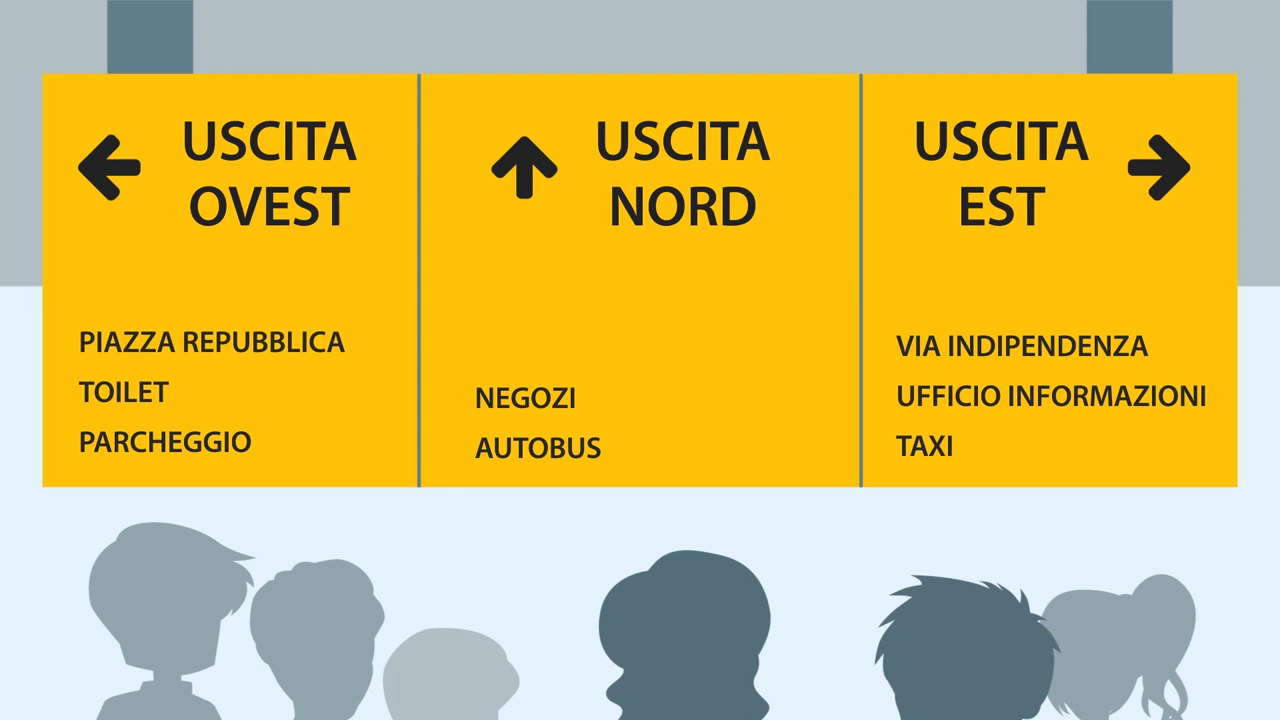 USCITA
OVEST
PIAZZA REPUBBLICA
TOILET
PARCHEGGIO
USCITA
NORD
NEGOZI
AUTOBUS
USCITA
EST
VIA INDIPENDENZA
UFFICIO INFORMAZIONI
TAXI